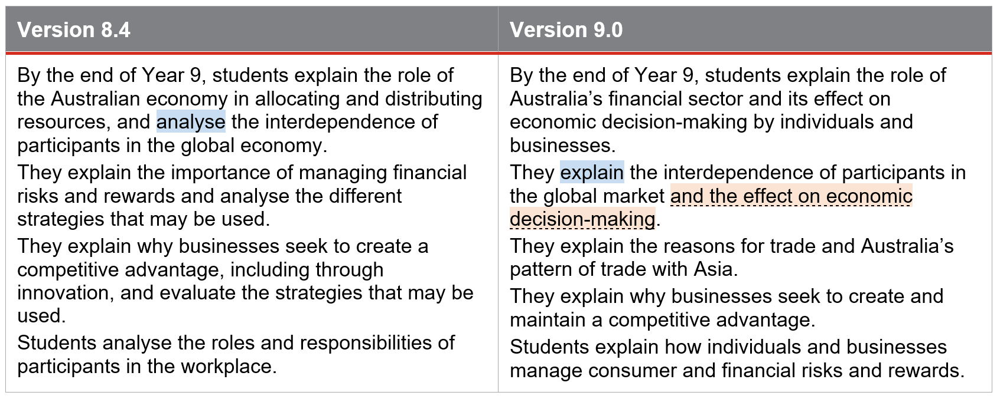 Version 8.4
By the end of Year 9, students explain the role of
the Australian economy in allocating and distributing
resources, and analyse the interdependence of
participants in the global economy.
They explain the importance of managing financial
risks and rewards and analyse the different
strategies that may be used.
They explain why businesses seek to create a
competitive advantage, including through
innovation, and evaluate the strategies that may be
used.
Students analyse the roles and responsibilities of
participants in the workplace.
Version 9.0
By the end of Year 9, students explain the role of
Australia’s financial sector and its effect on
economic decision-making by individuals and
businesses.
They explain the interdependence of participants in
the global market and the effect on economic
decision-making.
They explain the reasons for trade and Australia’s
pattern of trade with Asia.
They explain why businesses seek to create and
maintain a competitive advantage.
Students explain how individuals and businesses
manage consumer and financial risks and rewards.